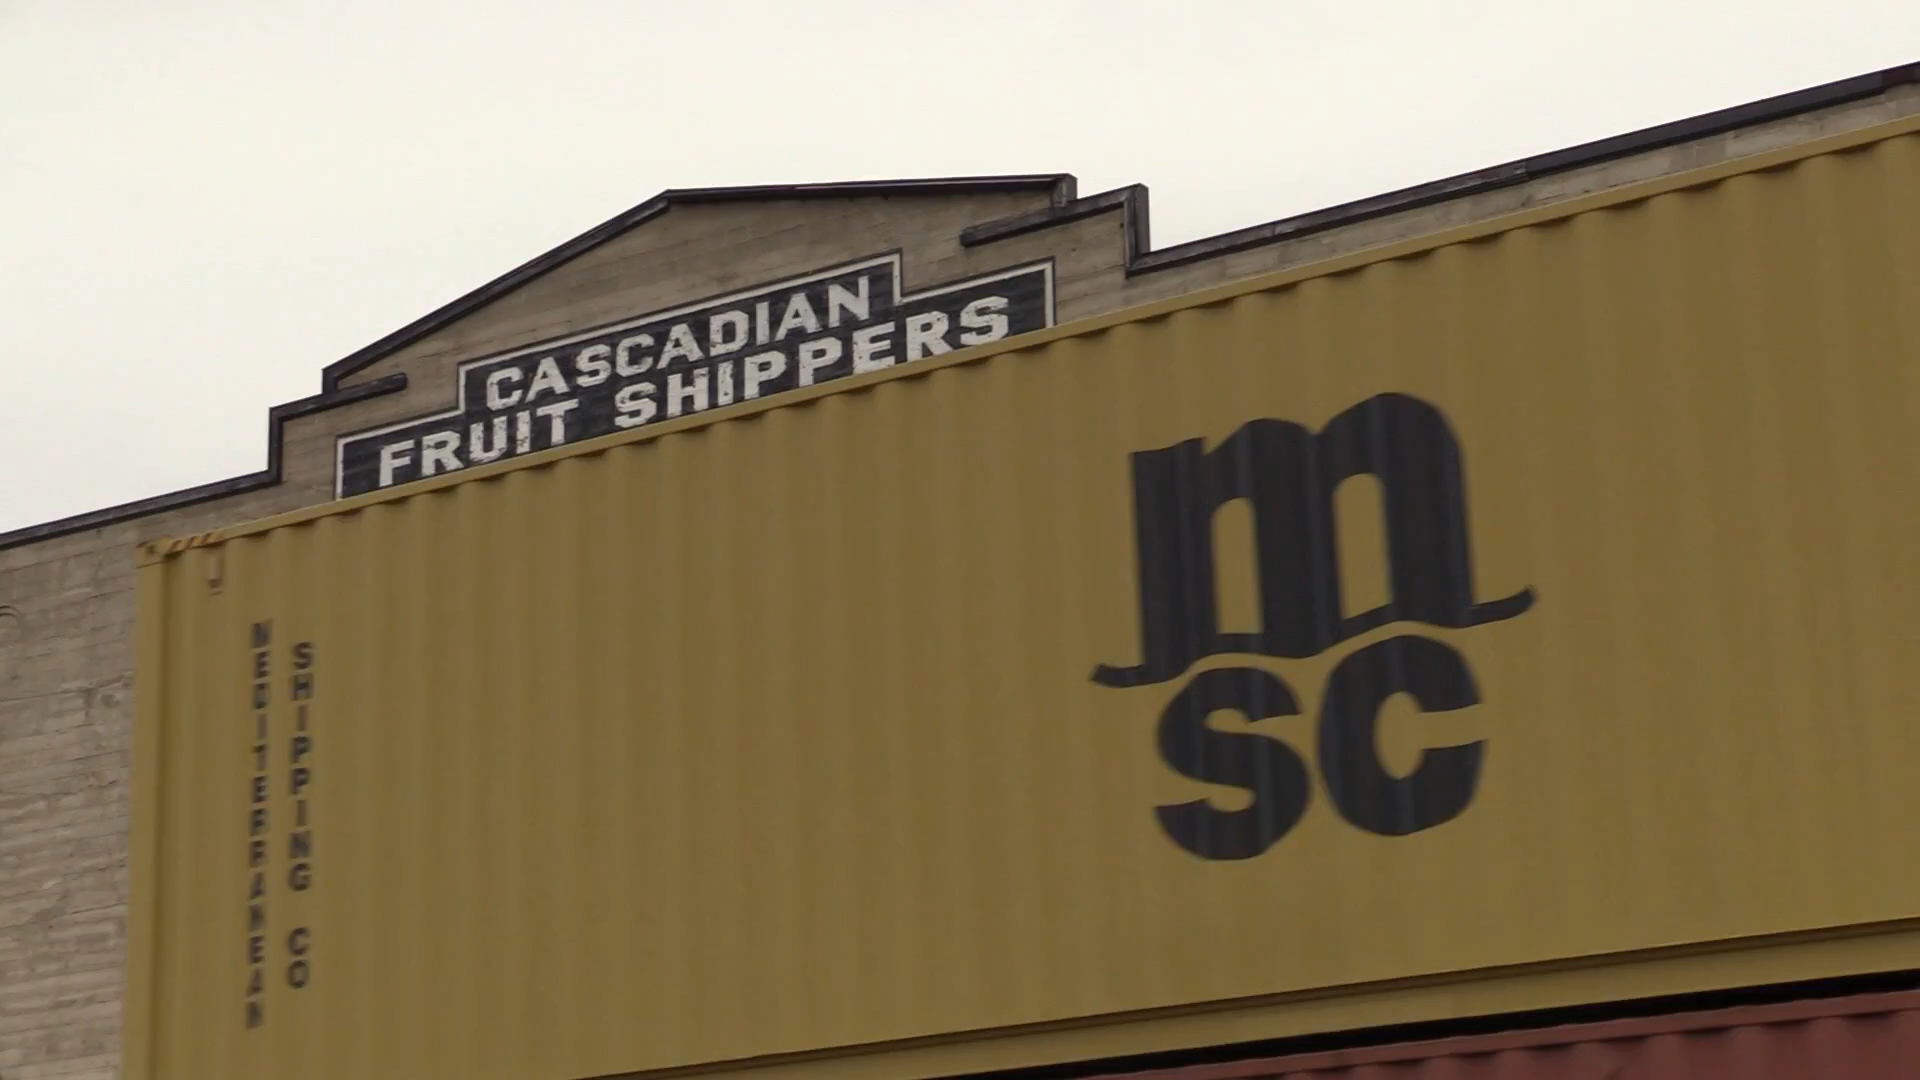 CASCADIAN
FRUIT SHIPPERS
MEDITERRANEAN
SHIPPING CO
msc